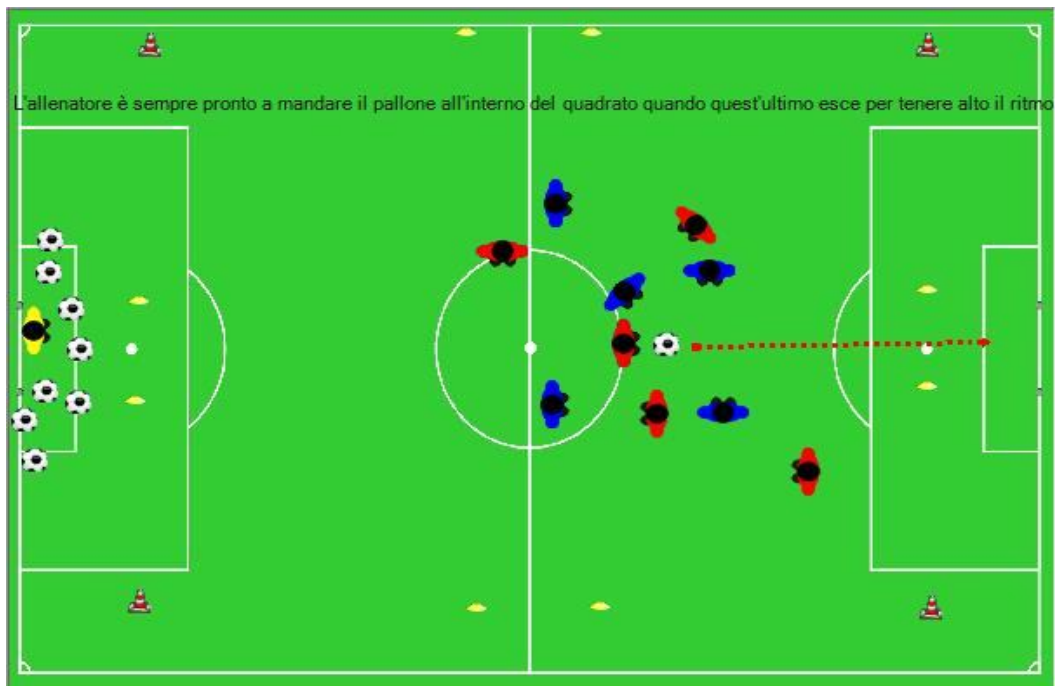 L'allenatore è sempre pronto a mandare il pallone all'interno del quadrato quando quest'ultimo esce per tenere alto il ritmo